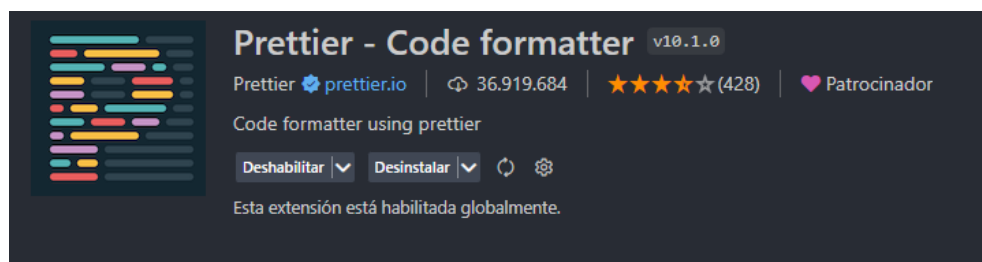 Prettier - Code formatter v10.1.0
Prettier prettier.io 36.919.684 (428) Patrocinador
Code formatter using prettier
Deshabilitar Desinstalar
Esta extensión está habilitada globalmente.